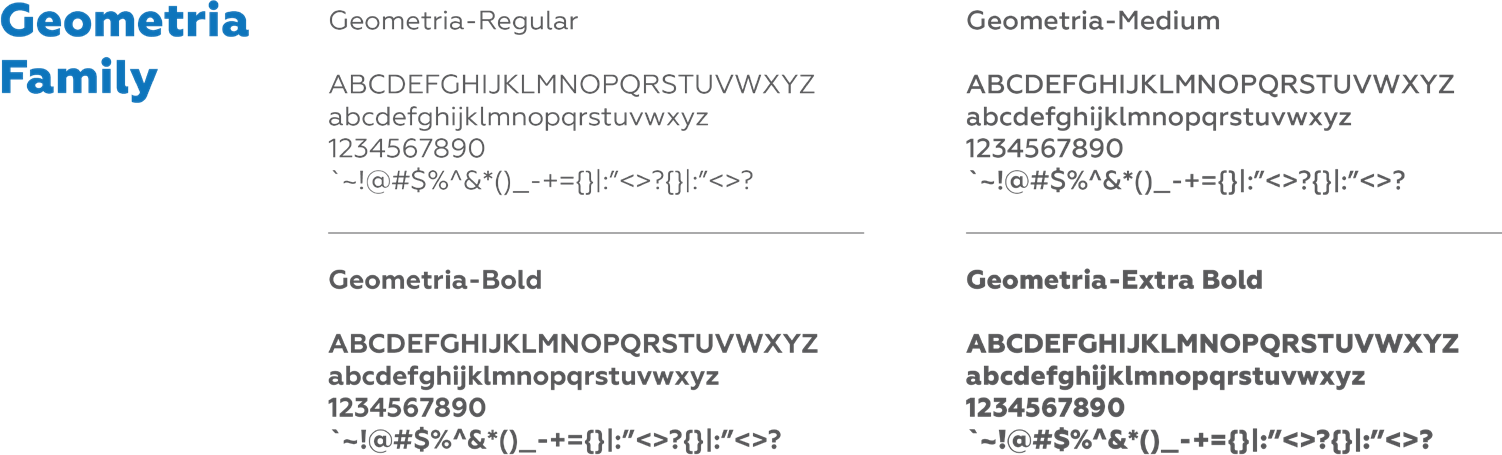 Geometria
Family
Geometria-Regular
ABCDEFGHIJKLMNOPQRSTUVWXYZ
abcdefghijklmnopqrstuvwxyz
1234567890
`~!@#$%^&*()_-+={}|:”<>?{}|:”<>?
Geometria-Medium
ABCDEFGHIJKLMNOPQRSTUVWXYZ
abcdefghijklmnopqrstuvwxyz
1234567890
`~!@#$%^&*()_-+={}|:”<>?{}|:”<>?
Geometria-Bold
ABCDEFGHIJKLMNOPQRSTUVWXYZ
abcdefghijklmnopqrstuvwxyz
1234567890
`~!@#$%^&*()_-+={}|:”<>?{}|:”<>?
Geometria-Extra Bold
ABCDEFGHIJKLMNOPQRSTUVWXYZ
abcdefghijklmnopqrstuvwxyz
1234567890
`~!@#$%^&*()_-+={}|:”<>?{}|:”<>?